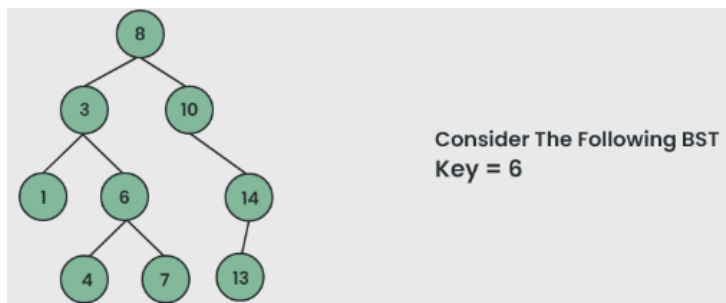 8
3 10
1 6 14
4 7 13
Consider The Following BST
Key = 6